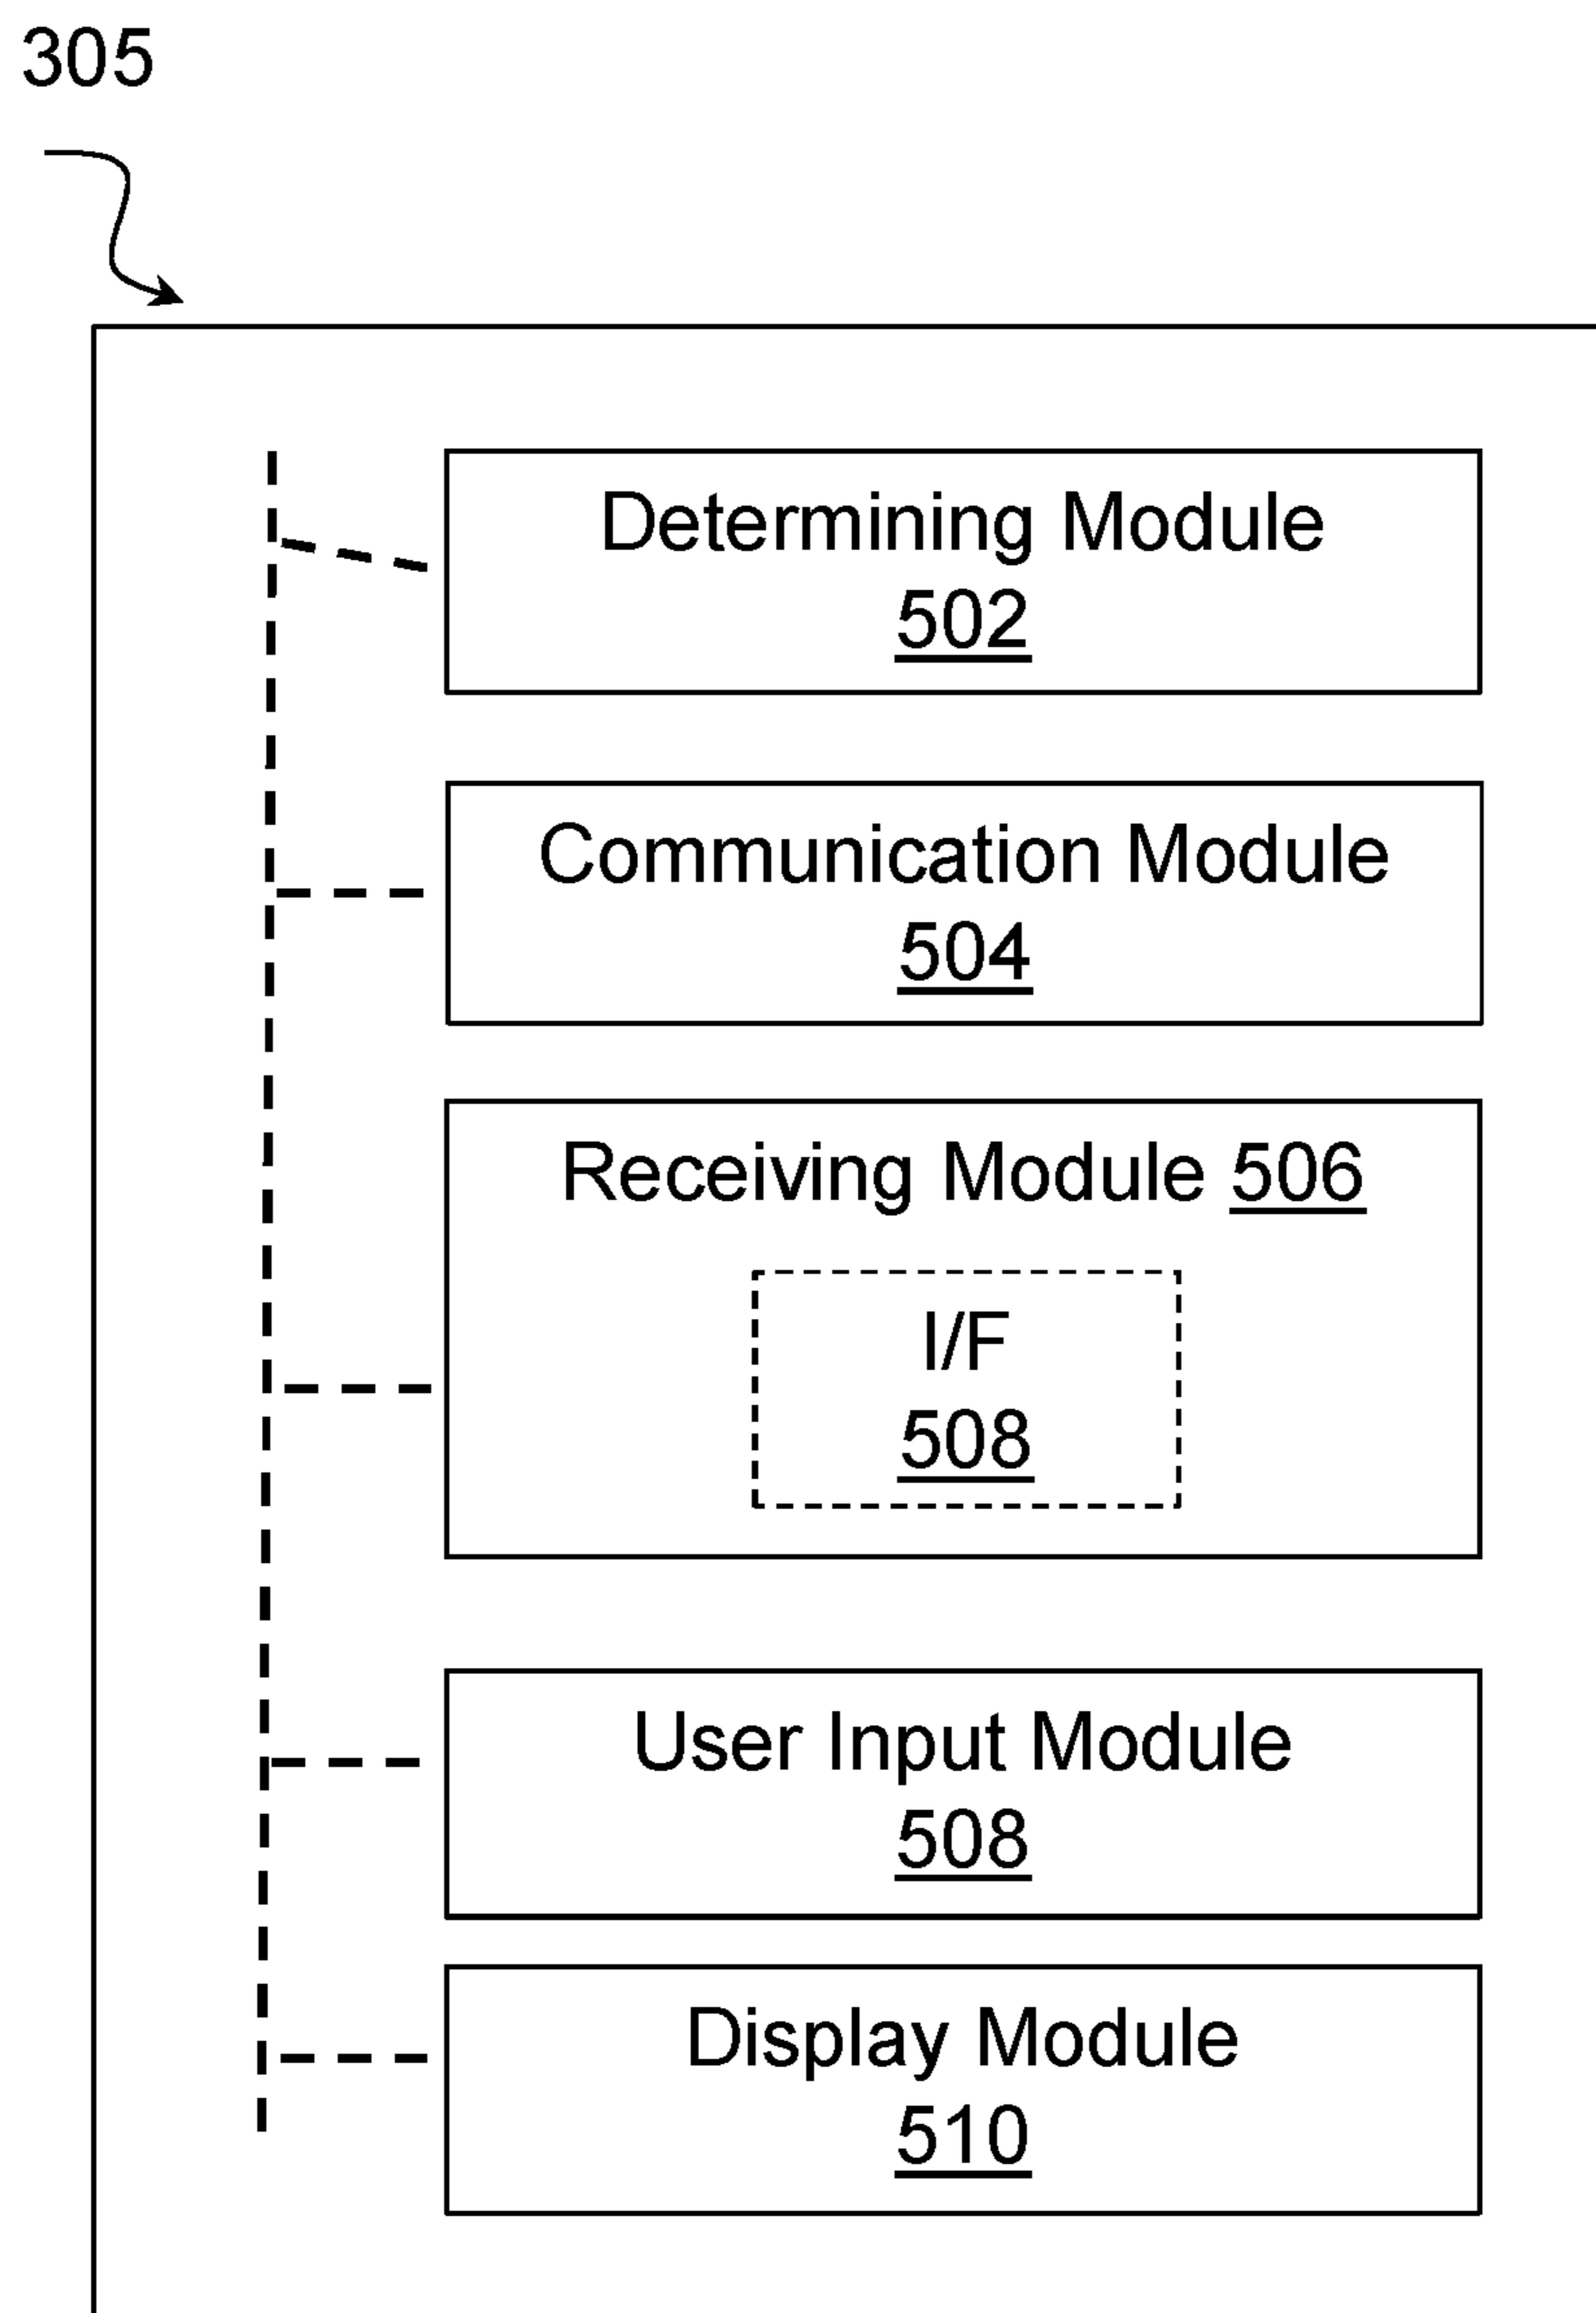 305
Determining Module
502
Communication Module
504
Receiving Module 506
I/F
508
User Input Module
508
Display Module
510